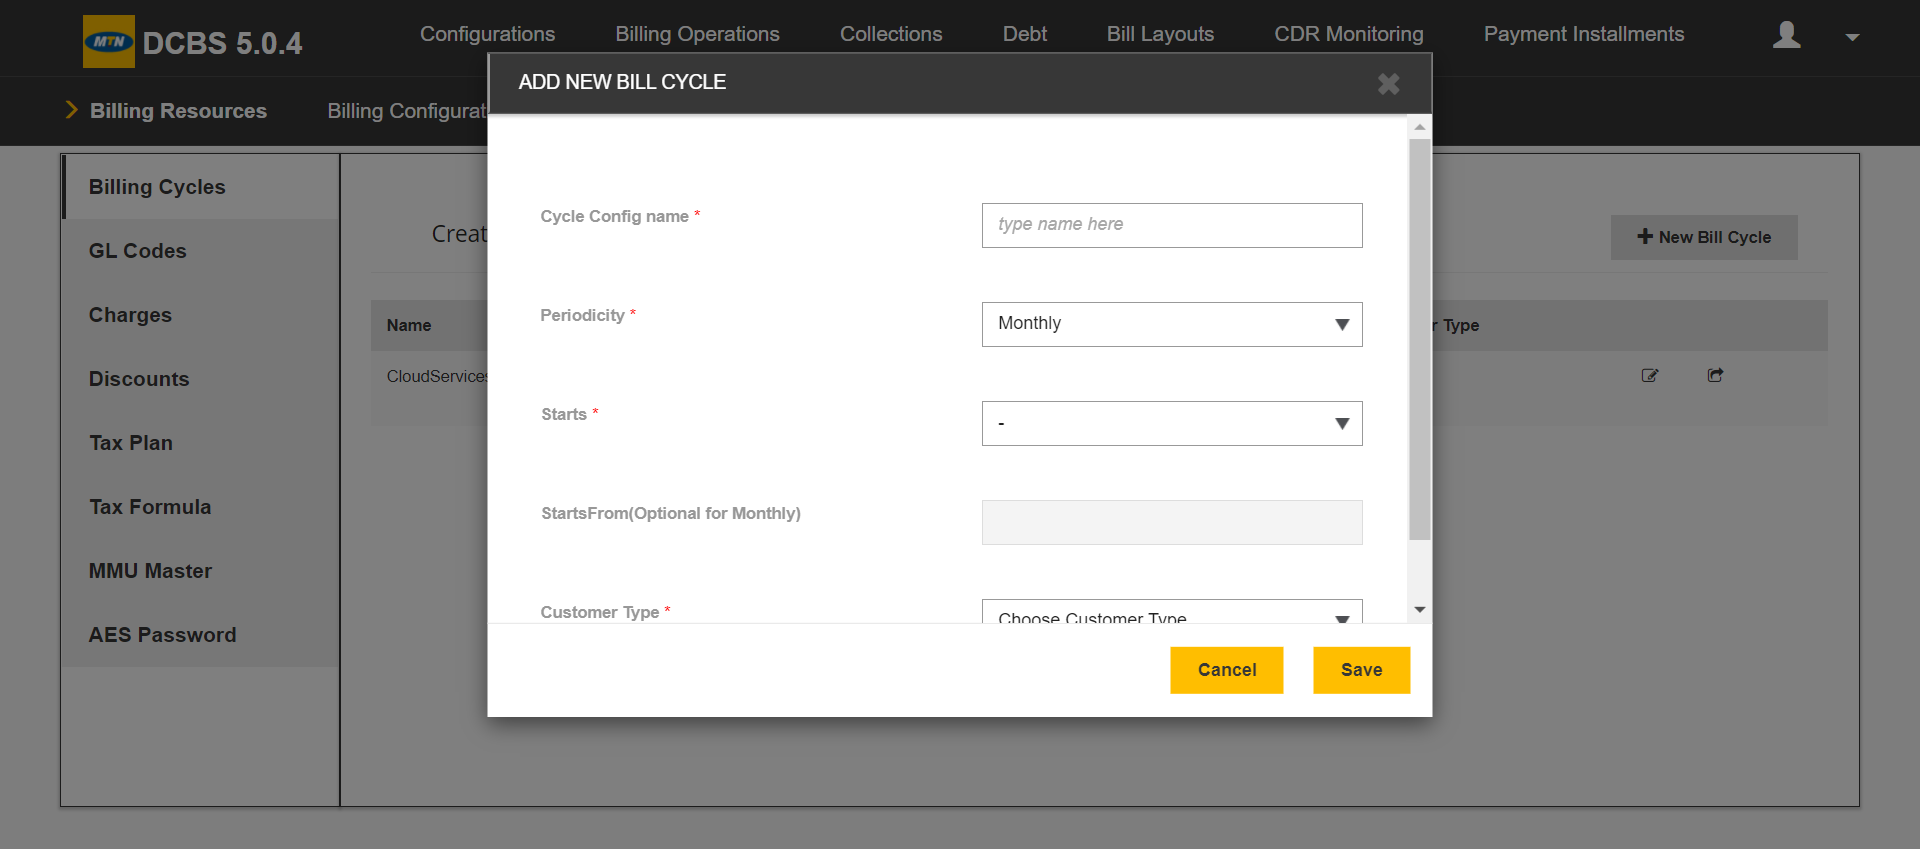 MTN DCBS 5.0.4
Configurations Billing Operations Collections Debt Bill Layouts CDR Monitoring Payment Installments
Billing Resources Billing Configurat
ADD NEW BILL CYCLE
Billing Cycles
GL Codes
Charges
Discounts
Tax Plan
Tax Formula
MMU Master
AES Password
Creat
+ New Bill Cycle
Name r Type
CloudServices
Cycle Config name * type name here
Periodicity * Monthly
Starts * -
StartsFrom(Optional for Monthly)
Customer Type * Choose Customer Type
Cancel Save